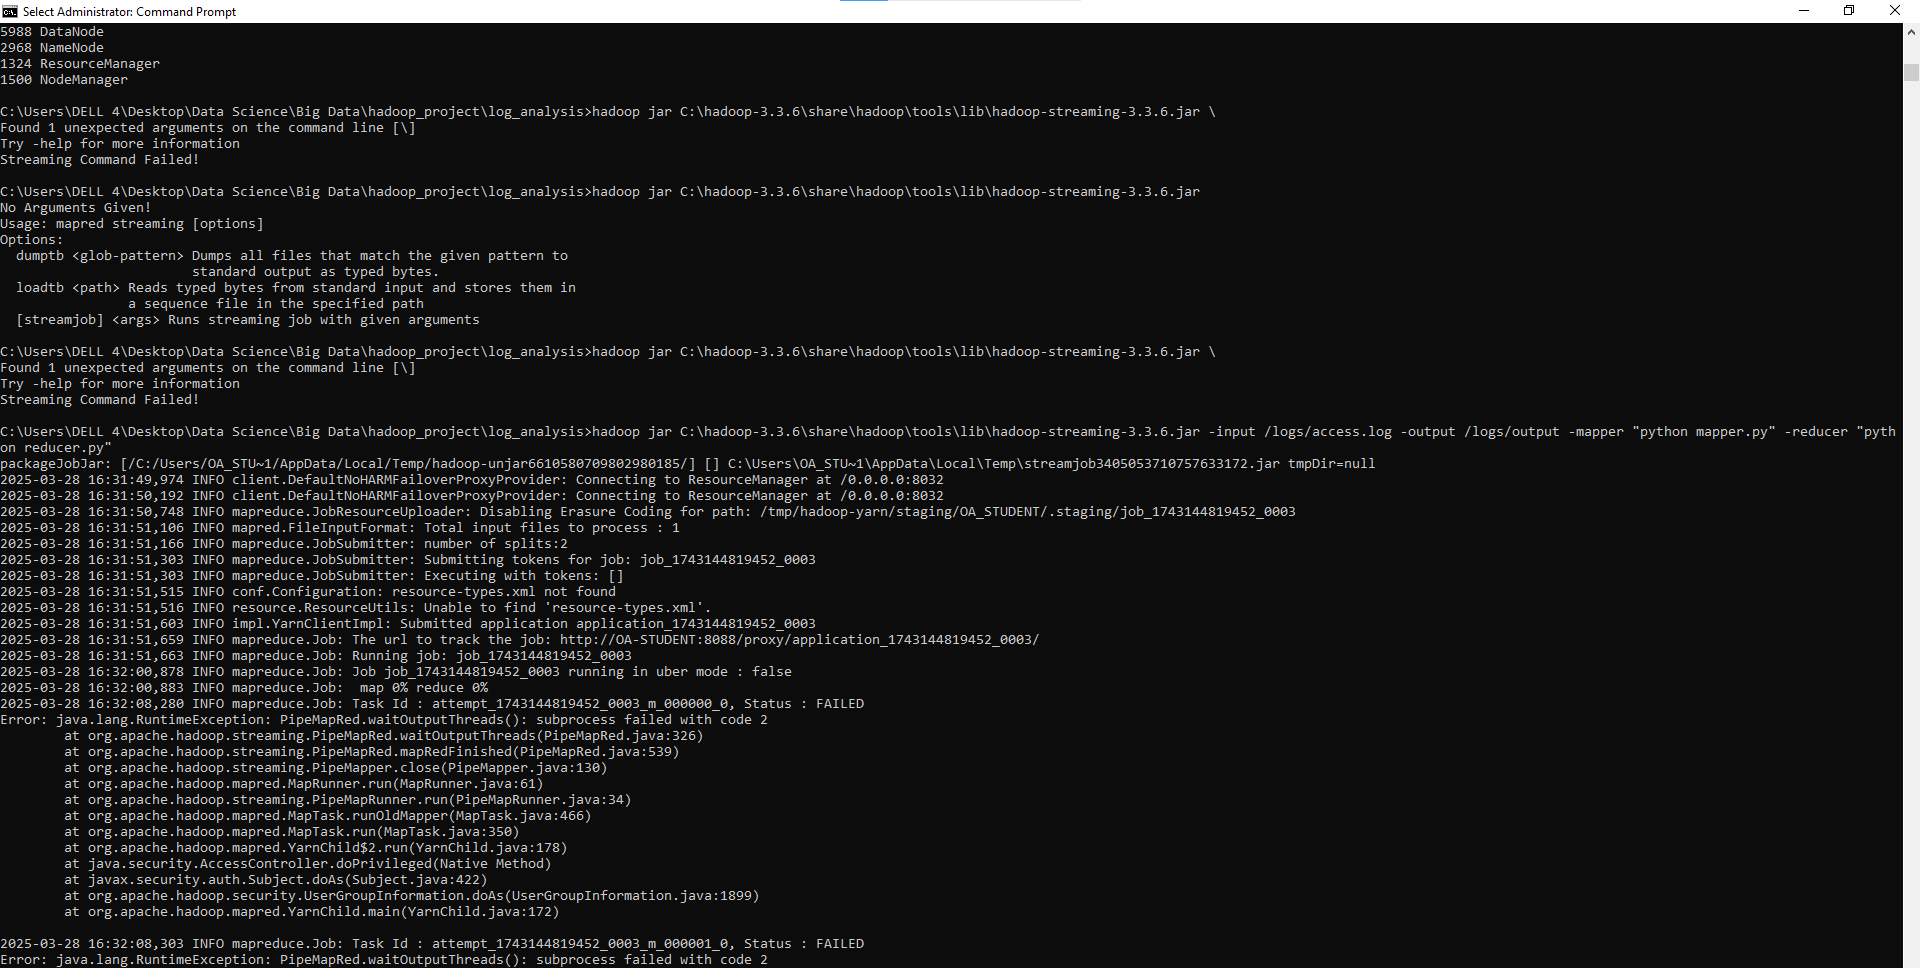 Select Administrator: Command Prompt
5988 DataNode
2968 NameNode
1324 ResourceManager
1500 NodeManager
C:\Users\DELL 4\Desktop\Data Science\Big Data\hadoop_project\log_analysis>hadoop jar C:\hadoop-3.3.6\share\hadoop\tools\lib\hadoop-streaming-3.3.6.jar \
Found 1 unexpected arguments on the command line [\]
Try -help for more information
Streaming Command Failed!
C:\Users\DELL 4\Desktop\Data Science\Big Data\hadoop_project\log_analysis>hadoop jar C:\hadoop-3.3.6\share\hadoop\tools\lib\hadoop-streaming-3.3.6.jar
No Arguments Given!
Usage: mapred streaming [options]
Options:
  dumptb <glob-pattern> Dumps all files that match the given pattern to
                        standard output as typed bytes.
  loadtb <path> Reads typed bytes from standard input and stores them in
                a sequence file in the specified path
  [streamjob] <args> Runs streaming job with given arguments
C:\Users\DELL 4\Desktop\Data Science\Big Data\hadoop_project\log_analysis>hadoop jar C:\hadoop-3.3.6\share\hadoop\tools\lib\hadoop-streaming-3.3.6.jar \
Found 1 unexpected arguments on the command line [\]
Try -help for more information
Streaming Command Failed!
C:\Users\DELL 4\Desktop\Data Science\Big Data\hadoop_project\log_analysis>hadoop jar C:\hadoop-3.3.6\share\hadoop\tools\lib\hadoop-streaming-3.3.6.jar -input /logs/access.log -output /logs/output -mapper "python mapper.py" -reducer "pyth
on reducer.py"
packageJobJar: [/C:/Users/OA_STU~1/AppData/Local/Temp/hadoop-unjar6610580709802980185/] [] C:\Users\OA_STU~1\AppData\Local\Temp\streamjob3405053710757633172.jar tmpDir=null
2025-03-28 16:31:49,974 INFO client.DefaultNoHARMFailoverProxyProvider: Connecting to ResourceManager at /0.0.0.0:8032
2025-03-28 16:31:50,192 INFO client.DefaultNoHARMFailoverProxyProvider: Connecting to ResourceManager at /0.0.0.0:8032
2025-03-28 16:31:50,748 INFO mapreduce.JobResourceUploader: Disabling Erasure Coding for path: /tmp/hadoop-yarn/staging/OA_STUDENT/.staging/job_1743144819452_0003
2025-03-28 16:31:51,106 INFO mapred.FileInputFormat: Total input files to process : 1
2025-03-28 16:31:51,166 INFO mapreduce.JobSubmitter: number of splits:2
2025-03-28 16:31:51,303 INFO mapreduce.JobSubmitter: Submitting tokens for job: job_1743144819452_0003
2025-03-28 16:31:51,303 INFO mapreduce.JobSubmitter: Executing with tokens: []
2025-03-28 16:31:51,515 INFO conf.Configuration: resource-types.xml not found
2025-03-28 16:31:51,516 INFO resource.ResourceUtils: Unable to find 'resource-types.xml'.
2025-03-28 16:31:51,603 INFO impl.YarnClientImpl: Submitted application application_1743144819452_0003
2025-03-28 16:31:51,659 INFO mapreduce.Job: The url to track the job: http://OA-STUDENT:8088/proxy/application_1743144819452_0003/
2025-03-28 16:31:51,663 INFO mapreduce.Job: Running job: job_1743144819452_0003
2025-03-28 16:32:00,878 INFO mapreduce.Job: Job job_1743144819452_0003 running in uber mode : false
2025-03-28 16:32:00,883 INFO mapreduce.Job:  map 0% reduce 0%
2025-03-28 16:32:08,280 INFO mapreduce.Job: Task Id : attempt_1743144819452_0003_m_000000_0, Status : FAILED
Error: java.lang.RuntimeException: PipeMapRed.waitOutputThreads(): subprocess failed with code 2
        at org.apache.hadoop.streaming.PipeMapRed.waitOutputThreads(PipeMapRed.java:326)
        at org.apache.hadoop.streaming.PipeMapRed.mapRedFinished(PipeMapRed.java:539)
        at org.apache.hadoop.streaming.PipeMapper.close(PipeMapper.java:130)
        at org.apache.hadoop.mapred.MapRunner.run(MapRunner.java:61)
        at org.apache.hadoop.streaming.PipeMapRunner.run(PipeMapRunner.java:34)
        at org.apache.hadoop.mapred.MapTask.runOldMapper(MapTask.java:466)
        at org.apache.hadoop.mapred.MapTask.run(MapTask.java:350)
        at org.apache.hadoop.mapred.YarnChild$2.run(YarnChild.java:178)
        at java.security.AccessController.doPrivileged(Native Method)
        at javax.security.auth.Subject.doAs(Subject.java:422)
        at org.apache.hadoop.security.UserGroupInformation.doAs(UserGroupInformation.java:1899)
        at org.apache.hadoop.mapred.YarnChild.main(YarnChild.java:172)
2025-03-28 16:32:08,303 INFO mapreduce.Job: Task Id : attempt_1743144819452_0003_m_000001_0, Status : FAILED
Error: java.lang.RuntimeException: PipeMapRed.waitOutputThreads(): subprocess failed with code 2